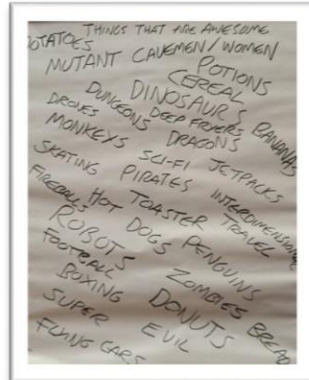 THINGS THAT ARE AWESOME
POTATOES
MUTANT CAVEMEN/WOMEN
POTIONS
CEREAL
DINOSAURS
BANANAS
DUNGEONS
DEEP FRYERS
DRONES
DRAGONS
MONKEYS
SCI-FI
JETPACKS
SKATING
PIRATES
INTERDIMENSIONAL
TRAVEL
FIREBALLS
TOASTER
HOT DOGS
PENGUINS
ROBOTS
FOOTBALL
ZOMBIES
BREAD
BOXING
DONUTS
SUPER
EVIL
FLYING CARS